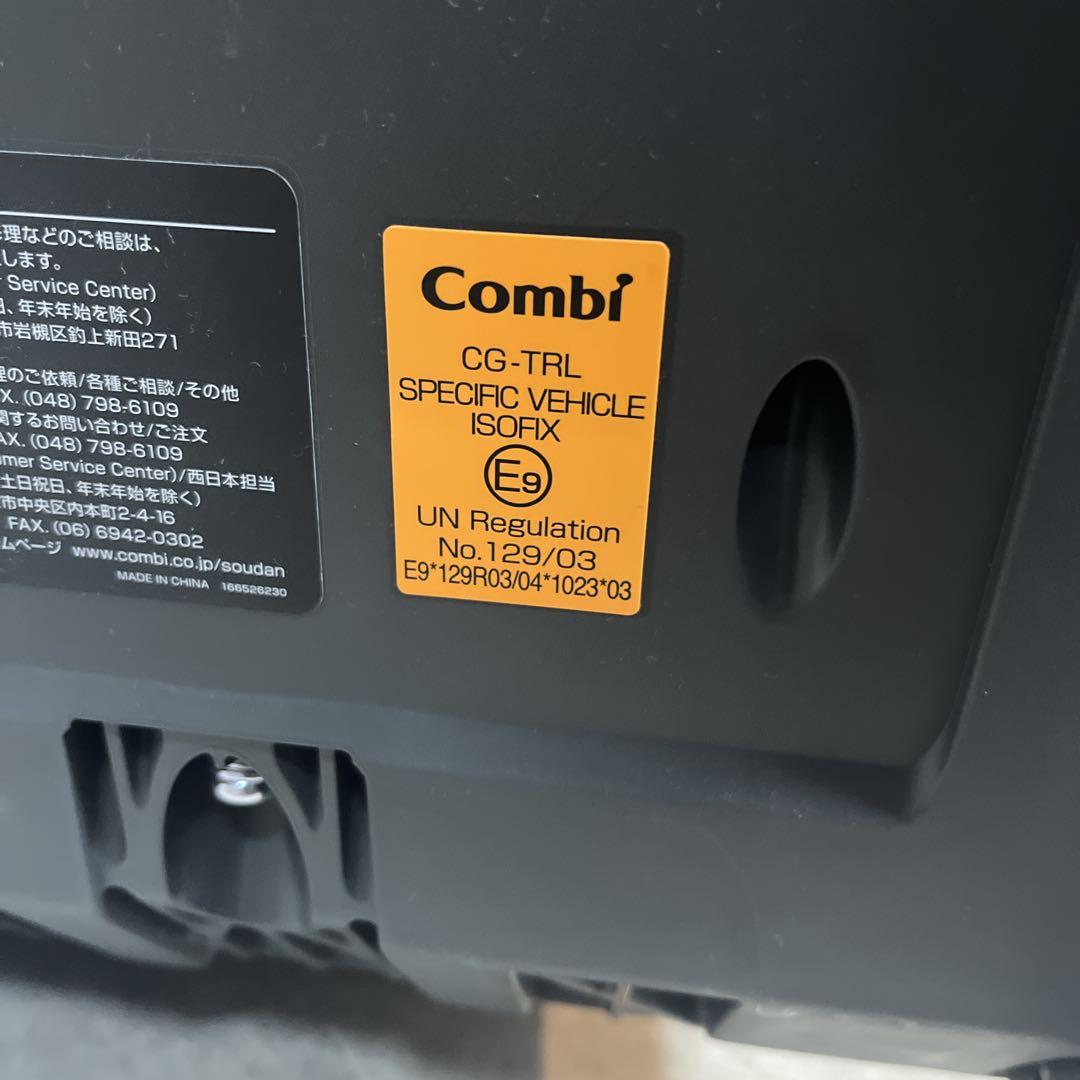 理などのご相談は、
します。
Service Center)
、年末年始を除く)
市岩槻区釣上新田271
のご依頼/各種ご相談/その他
X. (048) 798-6109
するお問い合わせ/ご注文
AX. (048) 798-6109
mer Service Center)/西日本担当
土日祝日、年末年始を除く)
市中央区内本町2-4-16
FAX. (06) 6942-0302
ムページ www.combi.co.jp/soudan
MADE IN CHINA 166526230
Combi
CG-TRL
SPECIFIC VEHICLE
ISOFIX
E9
UN Regulation
No.129/03
E9*129R03/04*1023*03